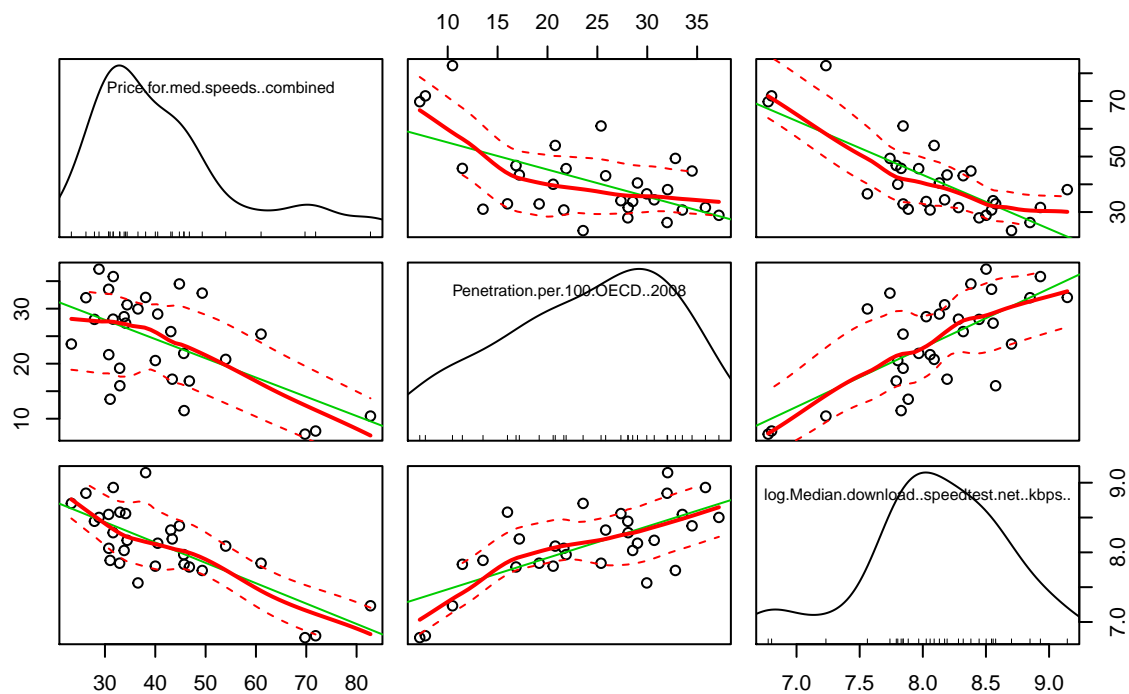 10 15 20 25 30 35
Price.for.med.speeds..combined
30 50 70
10 20 30
Penetration.per.100.OECD..2008
log.Median.download..speedtest.net..kbps..
7.0 8.0 9.0
30 40 50 60 70 80
7.0 7.5 8.0 8.5 9.0